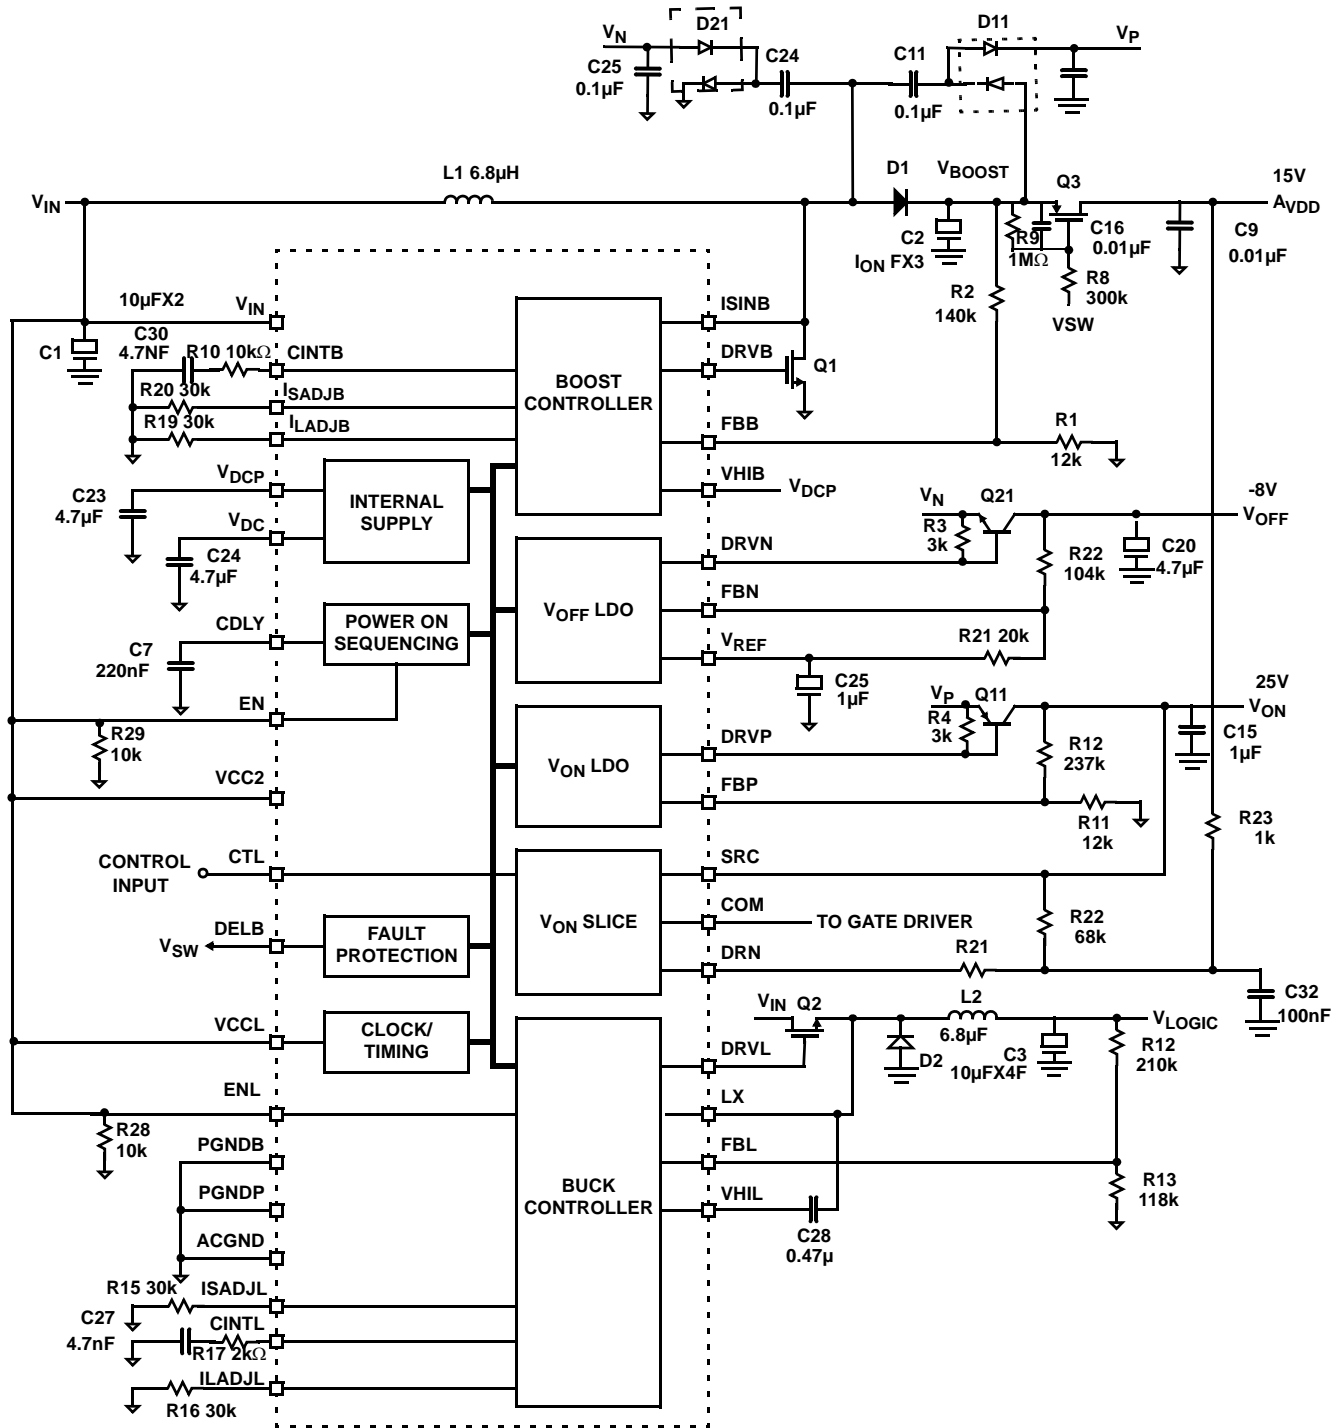 D21
D11
VN
VP
C25
0.1µF
C24
0.1µF
C11
0.1µF
L1 6.8µH
D1
VBOOST
Q3
15V
VIN
AVDD
C2
ION FX3
R9
1MΩ
C16
0.01µF
C9
0.01µF
R8
300k
VSW
R2
140k
10µFX2
VIN
C1
C30
4.7NF
R10 10kΩ
CINTB
R20 30k
ISADJB
R19 30k
ILADJB
BOOST
CONTROLLER
ISINB
DRVB
Q1
FBB
R1
12k
VHIB
VDCP
VDCP
C23
4.7µF
VDC
C24
4.7µF
INTERNAL
SUPPLY
VN
Q21
-8V
VOFF
R3
3k
DRVN
R22
104k
C20
4.7µF
FBN
VOFF LDO
VREF
R21 20k
C25
1µF
CDLY
C7
220nF
POWER ON
SEQUENCING
EN
R29
10k
VCC2
VP
Q11
25V
VON
R4
3k
DRVP
R12
237k
C15
1µF
VON LDO
FBP
R11
12k
R23
1k
CONTROL
INPUT
CTL
SRC
VON SLICE
COM
TO GATE DRIVER
R22
68k
DRN
R21
C32
100nF
VSW
DELB
FAULT
PROTECTION
VCCL
CLOCK/
TIMING
VIN
Q2
L2
6.8µF
VLOGIC
DRVL
D2
C3
10µFX4F
R12
210k
ENL
R28
10k
LX
PGNDB
FBL
PGNDP
BUCK
CONTROLLER
VHIL
C28
0.47µ
R13
118k
ACGND
R15 30k
ISADJL
C27
4.7nF
CINTL
R17 2kΩ
ILADJL
R16 30k